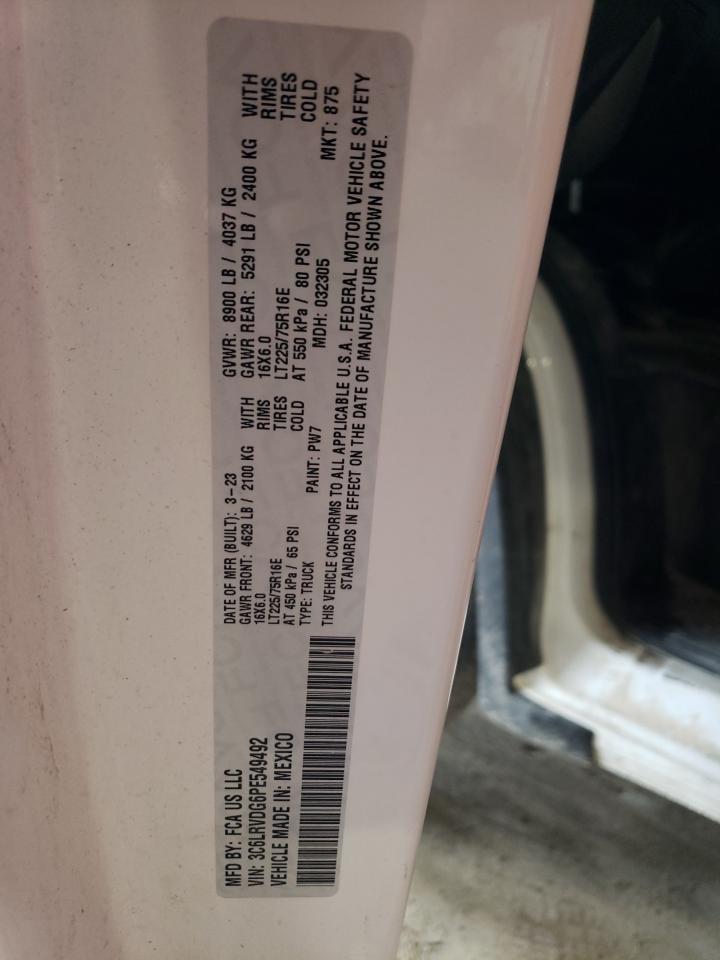 MFD BY: FCA US LLC
VIN: 3C6LRVDG6PE549492
VEHICLE MADE IN: MEXICO
DATE OF MFR (BUILT): 3-23 GVWR: 8900 LB / 4037 KG
GAWR FRONT: 4629 LB / 2100 KG WITH GAWR REAR: 5291 LB / 2400 KG WITH
16X6.0 RIMS 16X6.0 RIMS
LT225/75R16E TIRES LT225/75R16E TIRES
AT 450 kPa / 65 PSI COLD AT 550 kPa / 80 PSI COLD
TYPE: TRUCK PAINT: PW7 MDH: 032305 MKT: 875
THIS VEHICLE CONFORMS TO ALL APPLICABLE U.S.A. FEDERAL MOTOR VEHICLE SAFETY
STANDARDS IN EFFECT ON THE DATE OF MANUFACTURE SHOWN ABOVE.